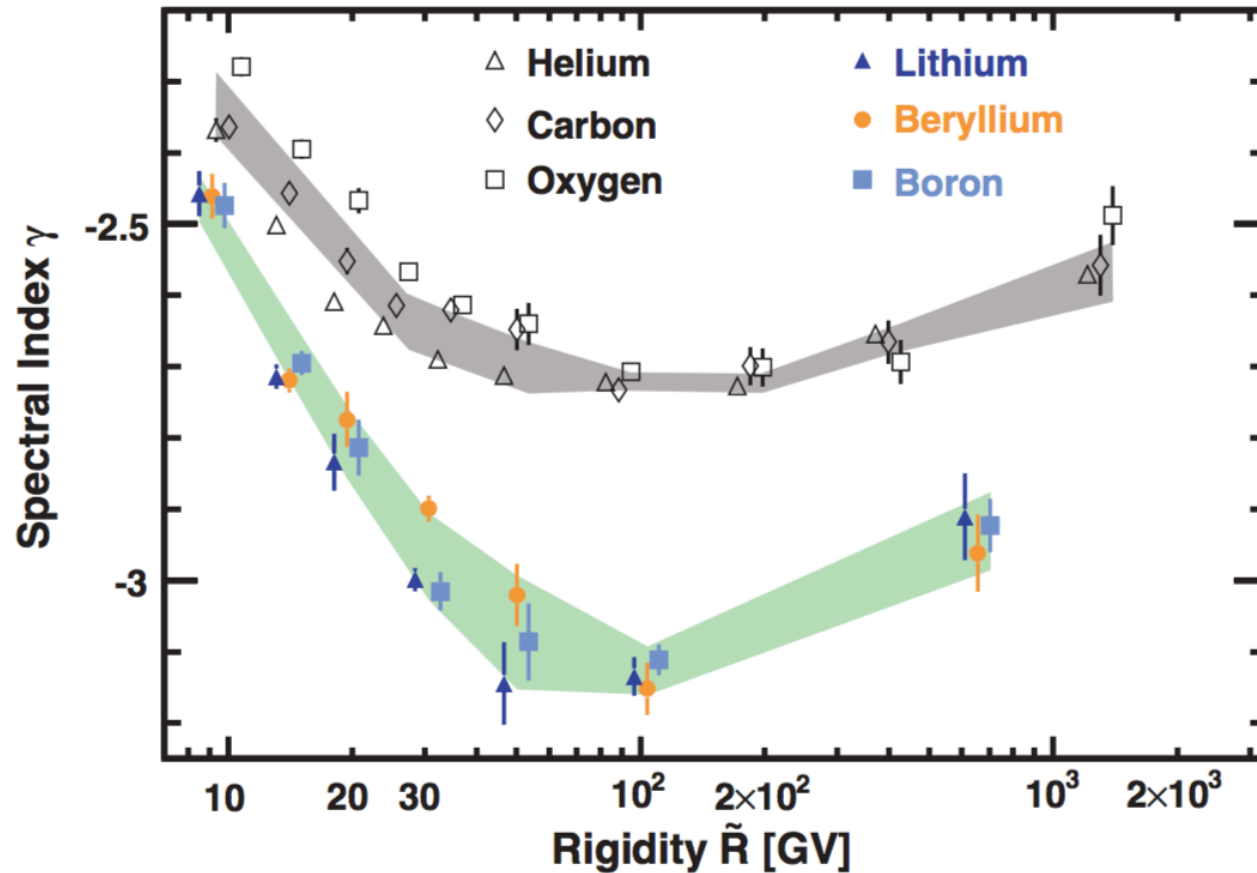 Helium
Carbon
Oxygen
Lithium
Beryllium
Boron
Spectral Index γ
-2.5
-3
10
20
30
10²
2×10²
10³
2×10³
Rigidity R̃ [GV]